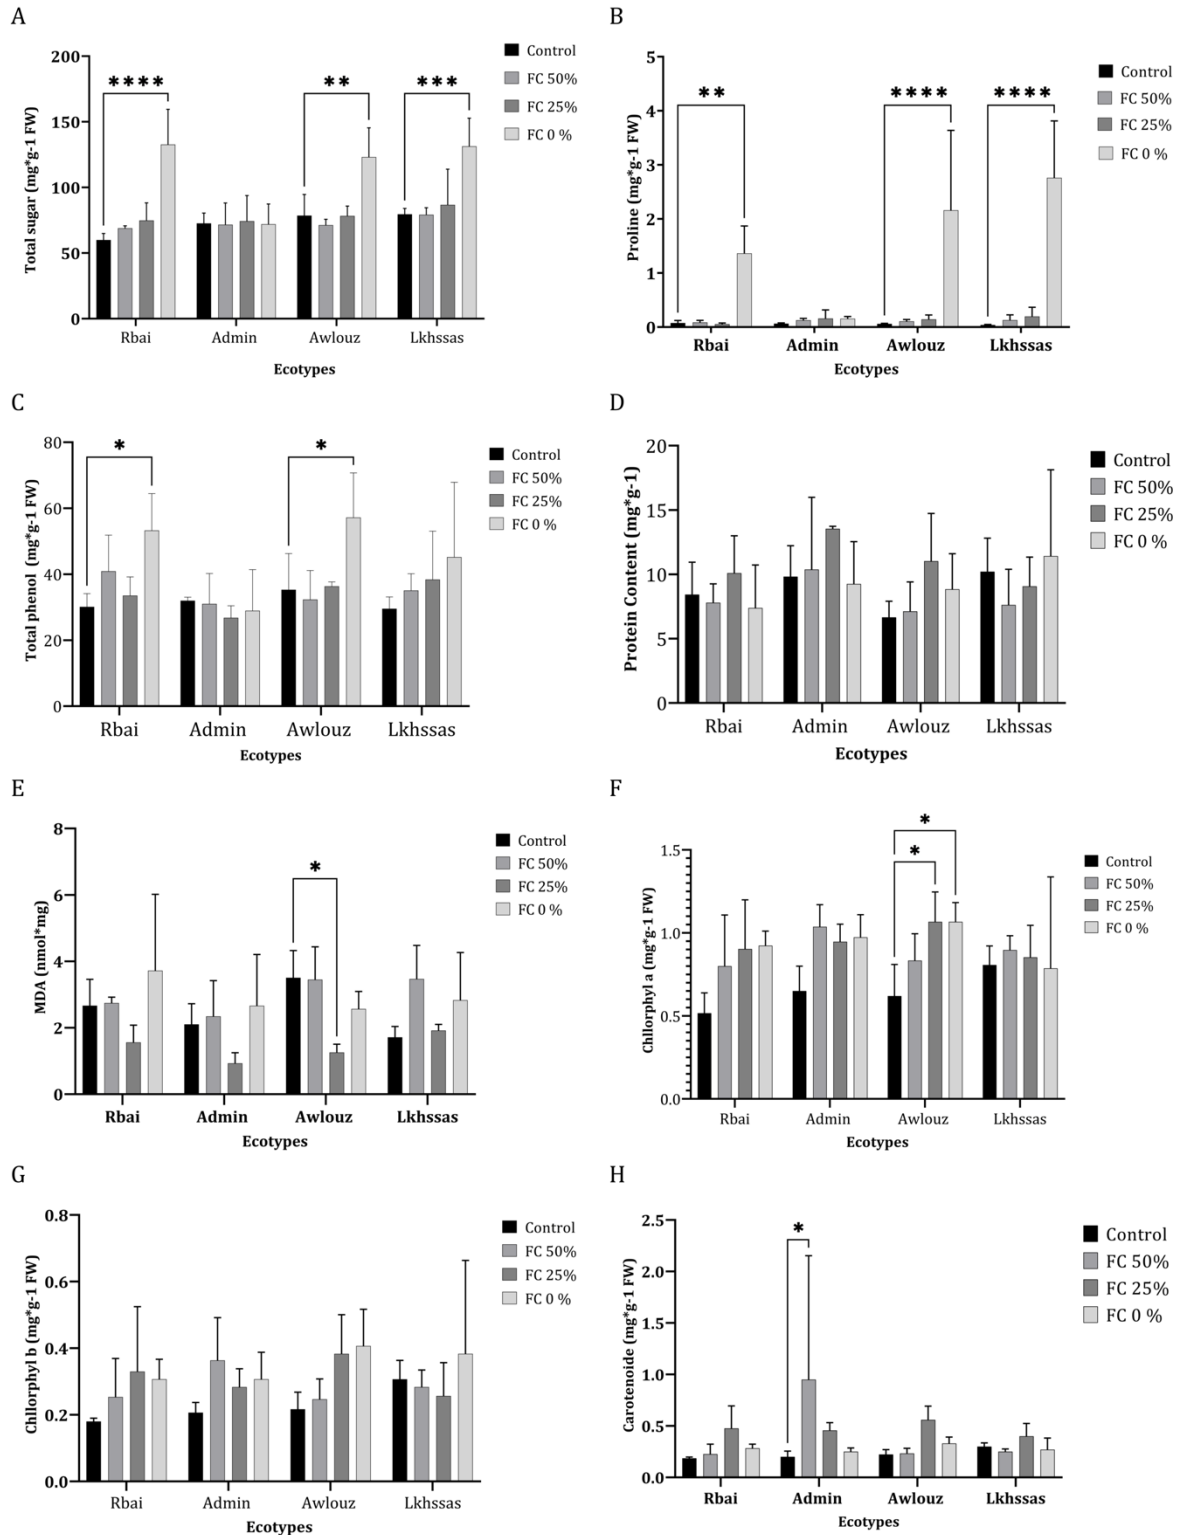 A
Total sugar (mg*g-1 FW)
200
150
100
50
0
****
**
***
Rbai Admin Awlouz Lkhssas
Ecotypes
Control
FC 50%
FC 25%
FC 0 %
B
Proline (mg*g-1 FW)
5
4
3
2
1
0
**
****
****
Rbai Admin Awlouz Lkhssas
Ecotypes
Control
FC 50%
FC 25%
FC 0 %
C
Total phenol (mg*g-1 FW)
80
60
40
20
0
*
*
Rbai Admin Awlouz Lkhssas
Ecotypes
Control
FC 50%
FC 25%
FC 0 %
D
Protein Content (mg*g-1)
20
15
10
5
0
Rbai Admin Awlouz Lkhssas
Ecotypes
Control
FC 50%
FC 25%
FC 0 %
E
MDA (nmol*mg)
8
6
4
2
0
*
Rbai Admin Awlouz Lkhssas
Ecotypes
Control
FC 50%
FC 25%
FC 0 %
F
Chllorphyl a (mg*g-1 FW)
1.5
1.0
0.5
0.0
*
*
Rbai Admin Awlouz Lkhssas
Ecotypes
Control
FC 50%
FC 25%
FC 0 %
G
Chllorphyl b (mg*g-1 FW)
0.8
0.6
0.4
0.2
0.0
Rbai Admin Awlouz Lkhssas
Ecotypes
Control
FC 50%
FC 25%
FC 0 %
H
Carotenoide (mg*g-1 FW)
2.5
2.0
1.5
1.0
0.5
0.0
*
Rbai Admin Awlouz Lkhssas
Ecotypes
Control
FC 50%
FC 25%
FC 0 %